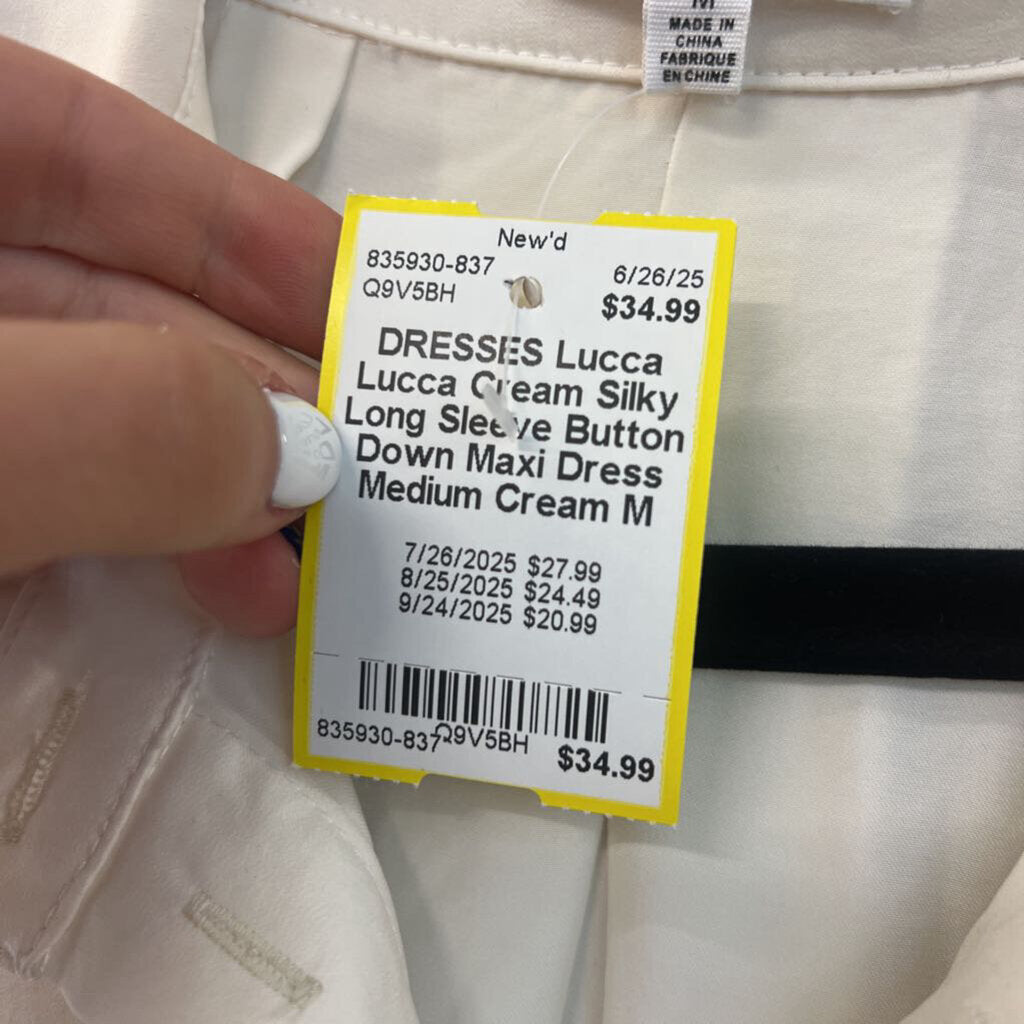 M
MADE IN
CHINA
FABRIQUE
EN CHINE
New'd
835930-837 6/26/25
Q9V5BH $34.99
DRESSES Lucca
Lucca Cream Silky
Long Sleeve Button
Down Maxi Dress
Medium Cream M
7/26/2025 $27.99
8/25/2025 $24.49
9/24/2025 $20.99
835930-837 Q9V5BH $34.99